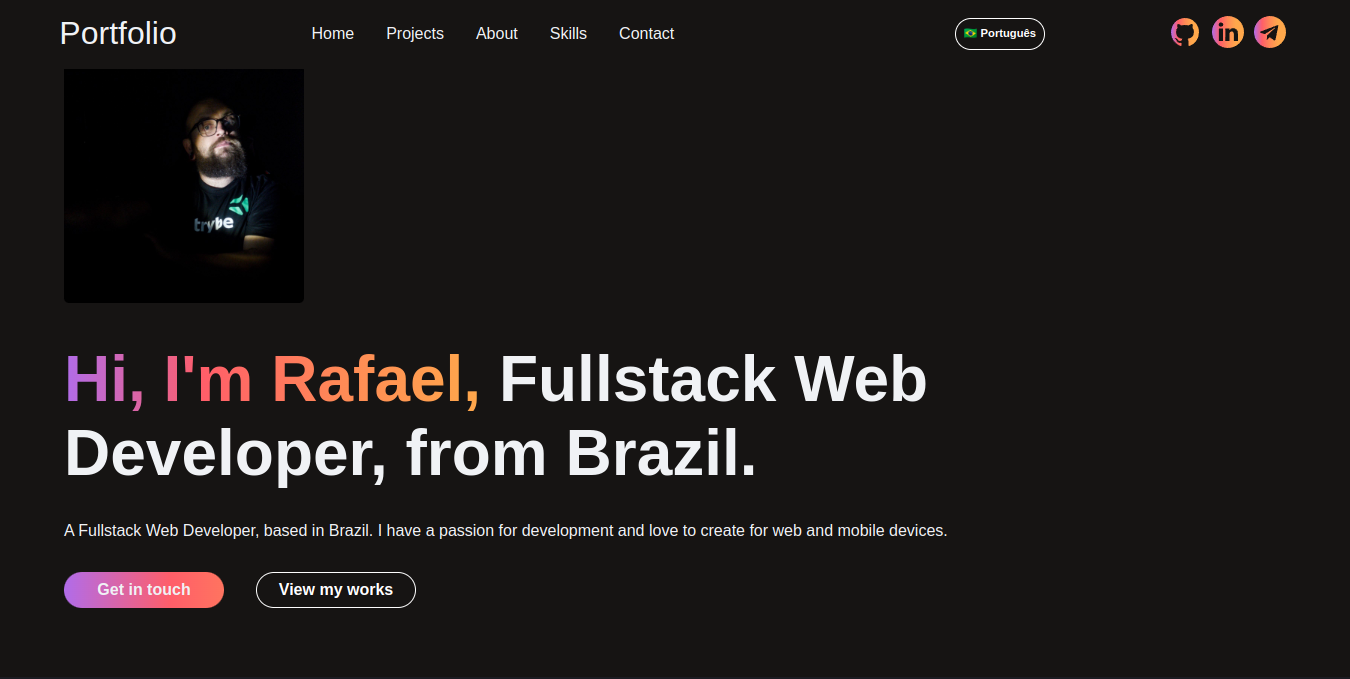 Portfolio
Home
Projects
About
Skills
Contact
Português
trybe
Hi, I'm Rafael, Fullstack Web
Developer, from Brazil.
A Fullstack Web Developer, based in Brazil. I have a passion for development and love to create for web and mobile devices.
Get in touch
View my works